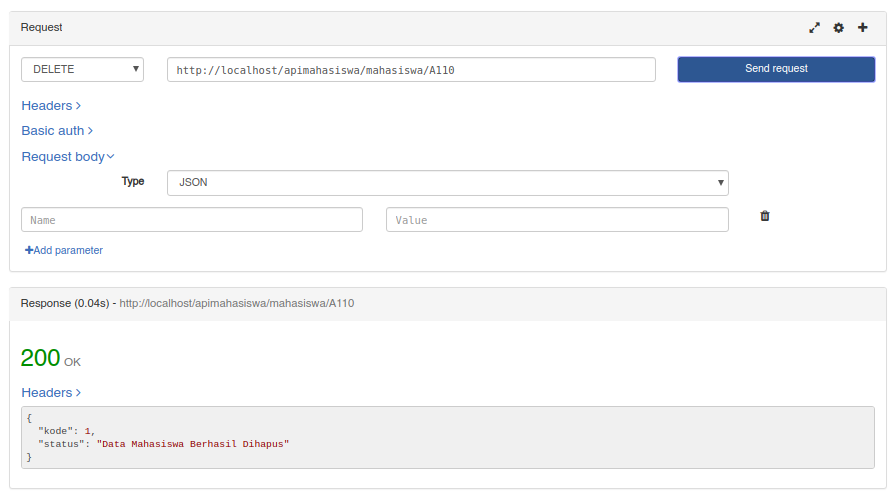 Request
DELETE
http://localhost/apimahasiswa/mahasiswa/A110
Send request
Headers
Basic auth
Request body
Type
JSON
Name
Value
Add parameter
Response (0.04s) - http://localhost/apimahasiswa/mahasiswa/A110
200 OK
Headers
{
"kode": 1,
"status": "Data Mahasiswa Berhasil Dihapus"
}